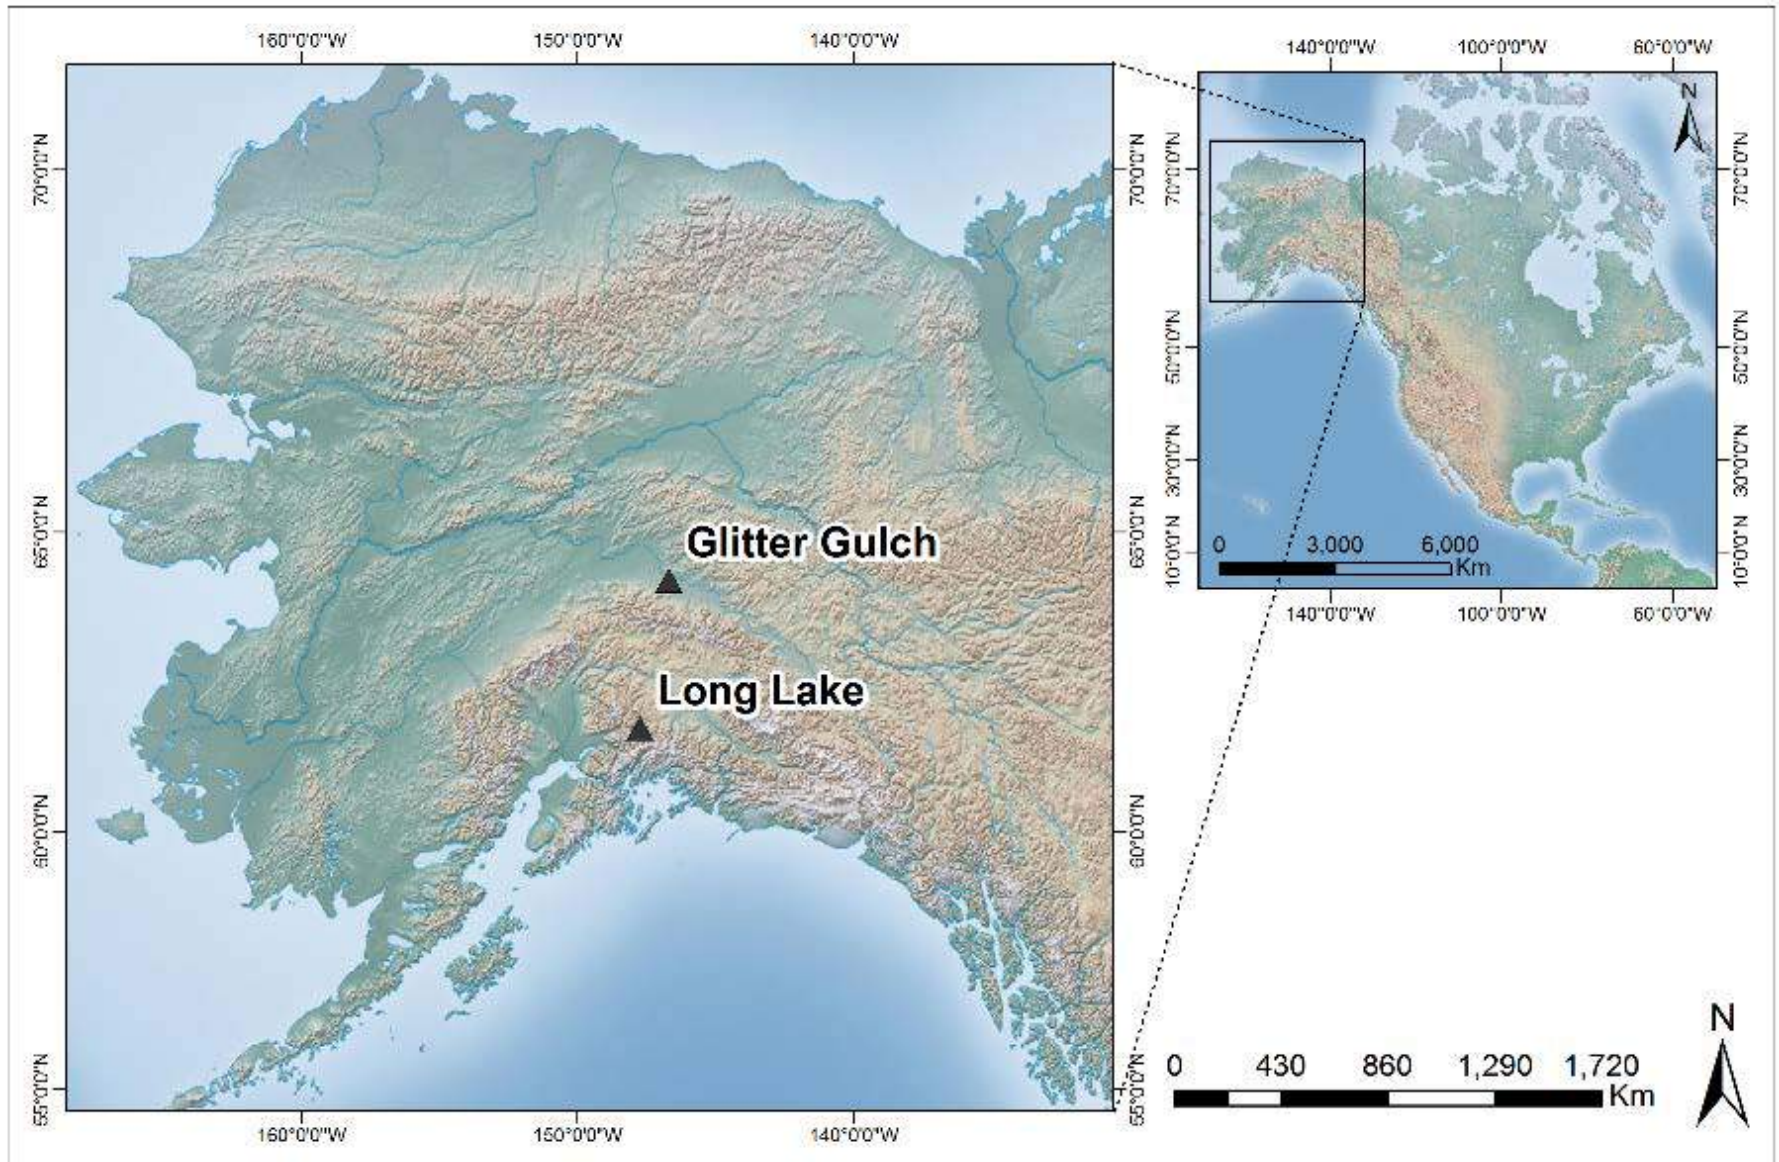 160°0'0"W 150°0'0"W 140°0'0"W
140°0'0"W 100°0'0"W 60°0'0"W
N
70°0'0"N 70°0'0"N 70°0'0"N 70°0'0"N
50°0'0"N 50°0'0"N
30°0'0"N 30°0'0"N
65°0'0"N 65°0'0"N
10°0'0"N 10°0'0"N
Glitter Gulch
0 3,000 6,000
Km
140°0'0"W 100°0'0"W 60°0'0"W
Long Lake
60°0'0"N 60°0'0"N
55°0'0"N 55°0'0"N
N
0 430 860 1,290 1,720
Km
160°0'0"W 150°0'0"W 140°0'0"W